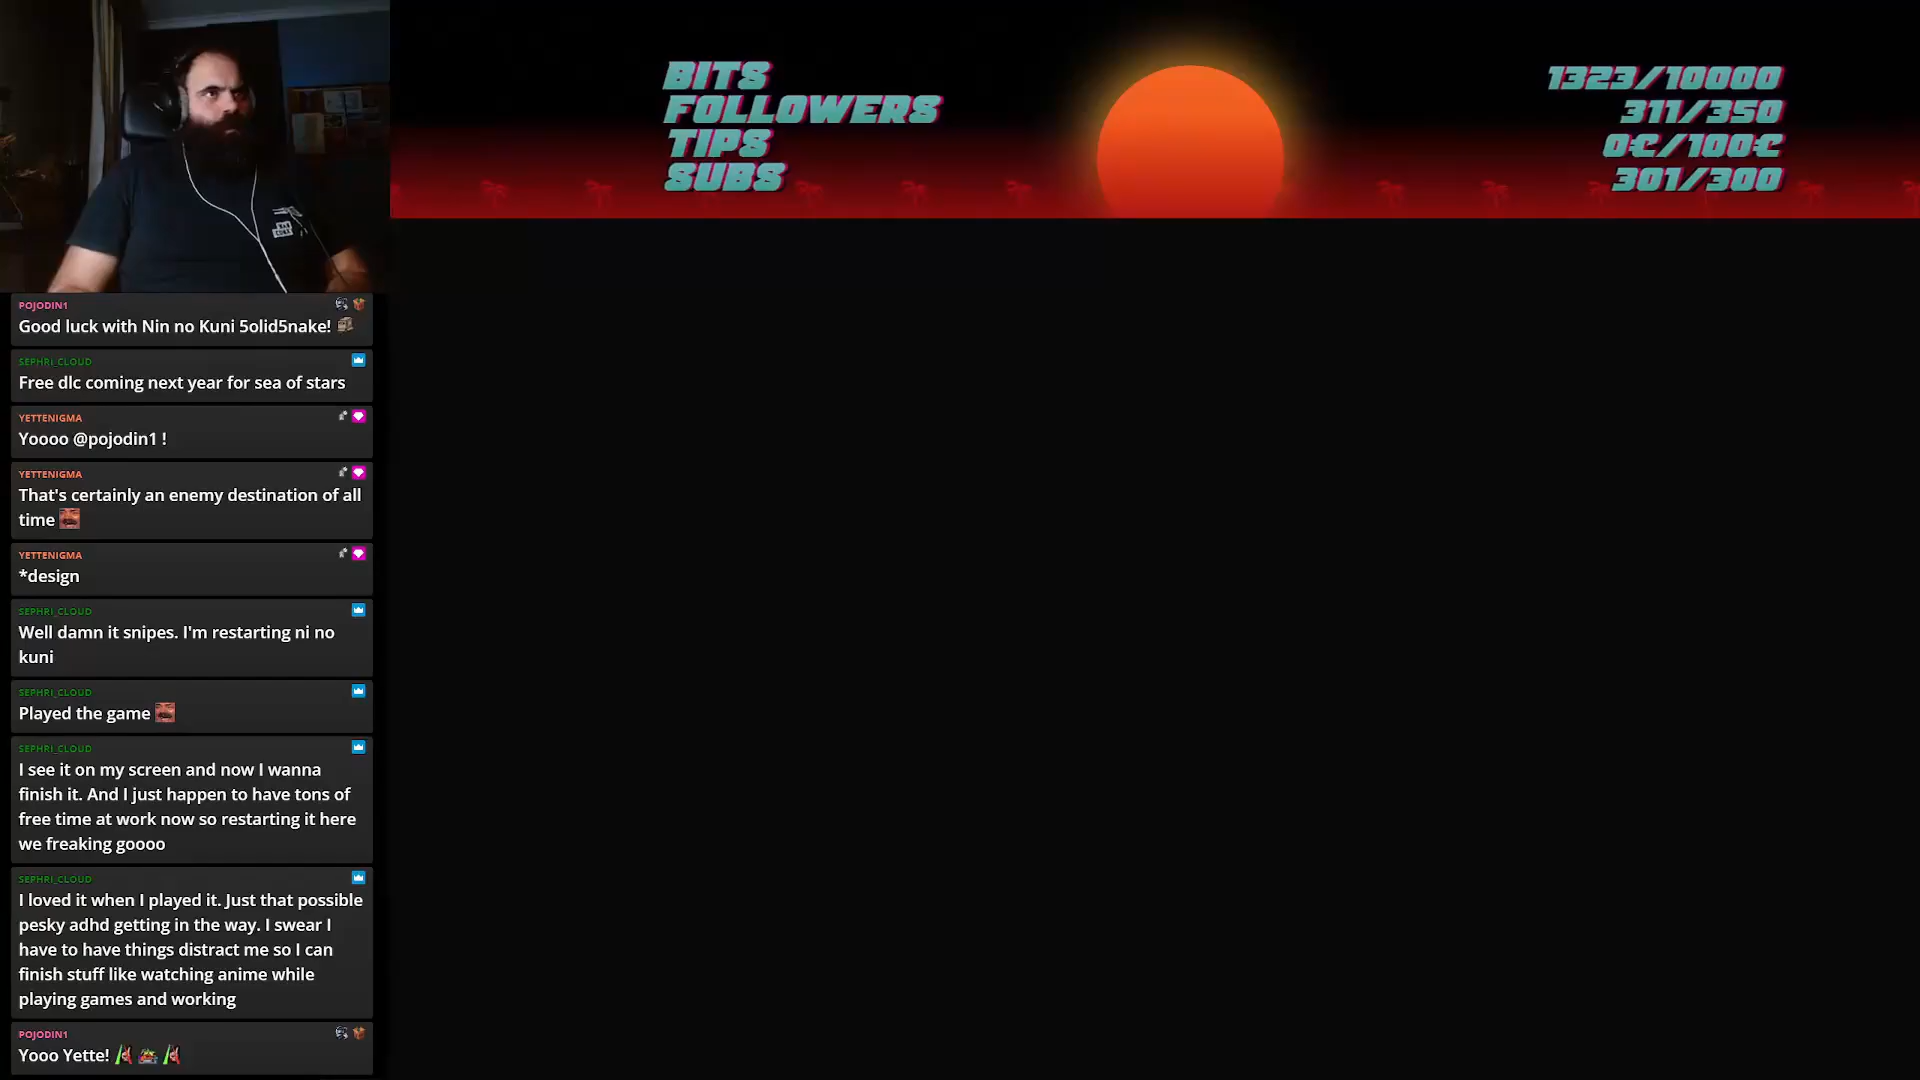 BITS
FOLLOWERS
TIPS
SUBS
1323/10000
311/350
0€/100€
301/300
POJODIN1
Good luck with Nin no Kuni 5olid5nake!
SEPHRI_CLOUD
Free dlc coming next year for sea of stars
YETTENIGMA
Yoooo @pojodin1 !
YETTENIGMA
That's certainly an enemy destination of all
time
YETTENIGMA
*design
SEPHRI_CLOUD
Well damn it snipes. I'm restarting ni no
kuni
SEPHRI_CLOUD
Played the game
SEPHRI_CLOUD
I see it on my screen and now I wanna
finish it. And I just happen to have tons of
free time at work now so restarting it here
we freaking goooo
SEPHRI_CLOUD
I loved it when I played it. Just that possible
pesky adhd getting in the way. I swear I
have to have things distract me so I can
finish stuff like watching anime while
playing games and working
POJODIN1
Yooo Yette!